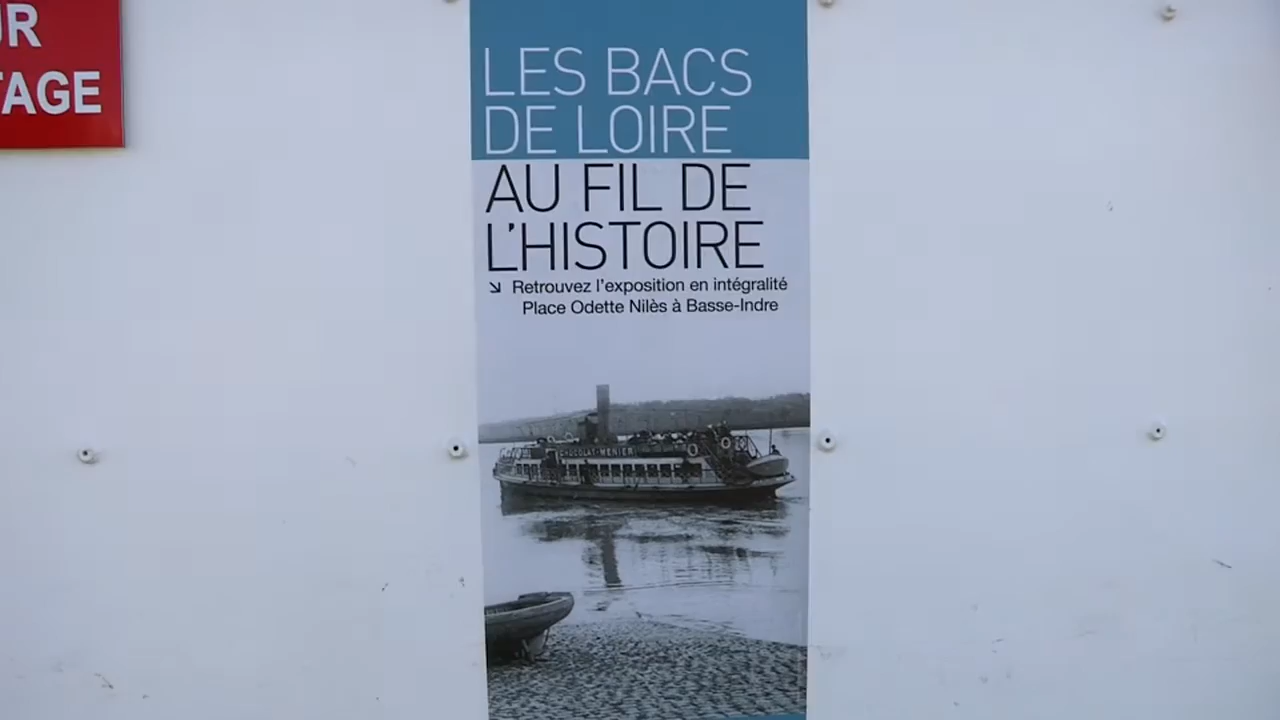 UR
TAGE
LES BACS
DE LOIRE
AU FIL DE
L'HISTOIRE
Retrouvez l'exposition en intégralité
Place Odette Nilès à Basse-Indre
CHOCOLAT-MENIER